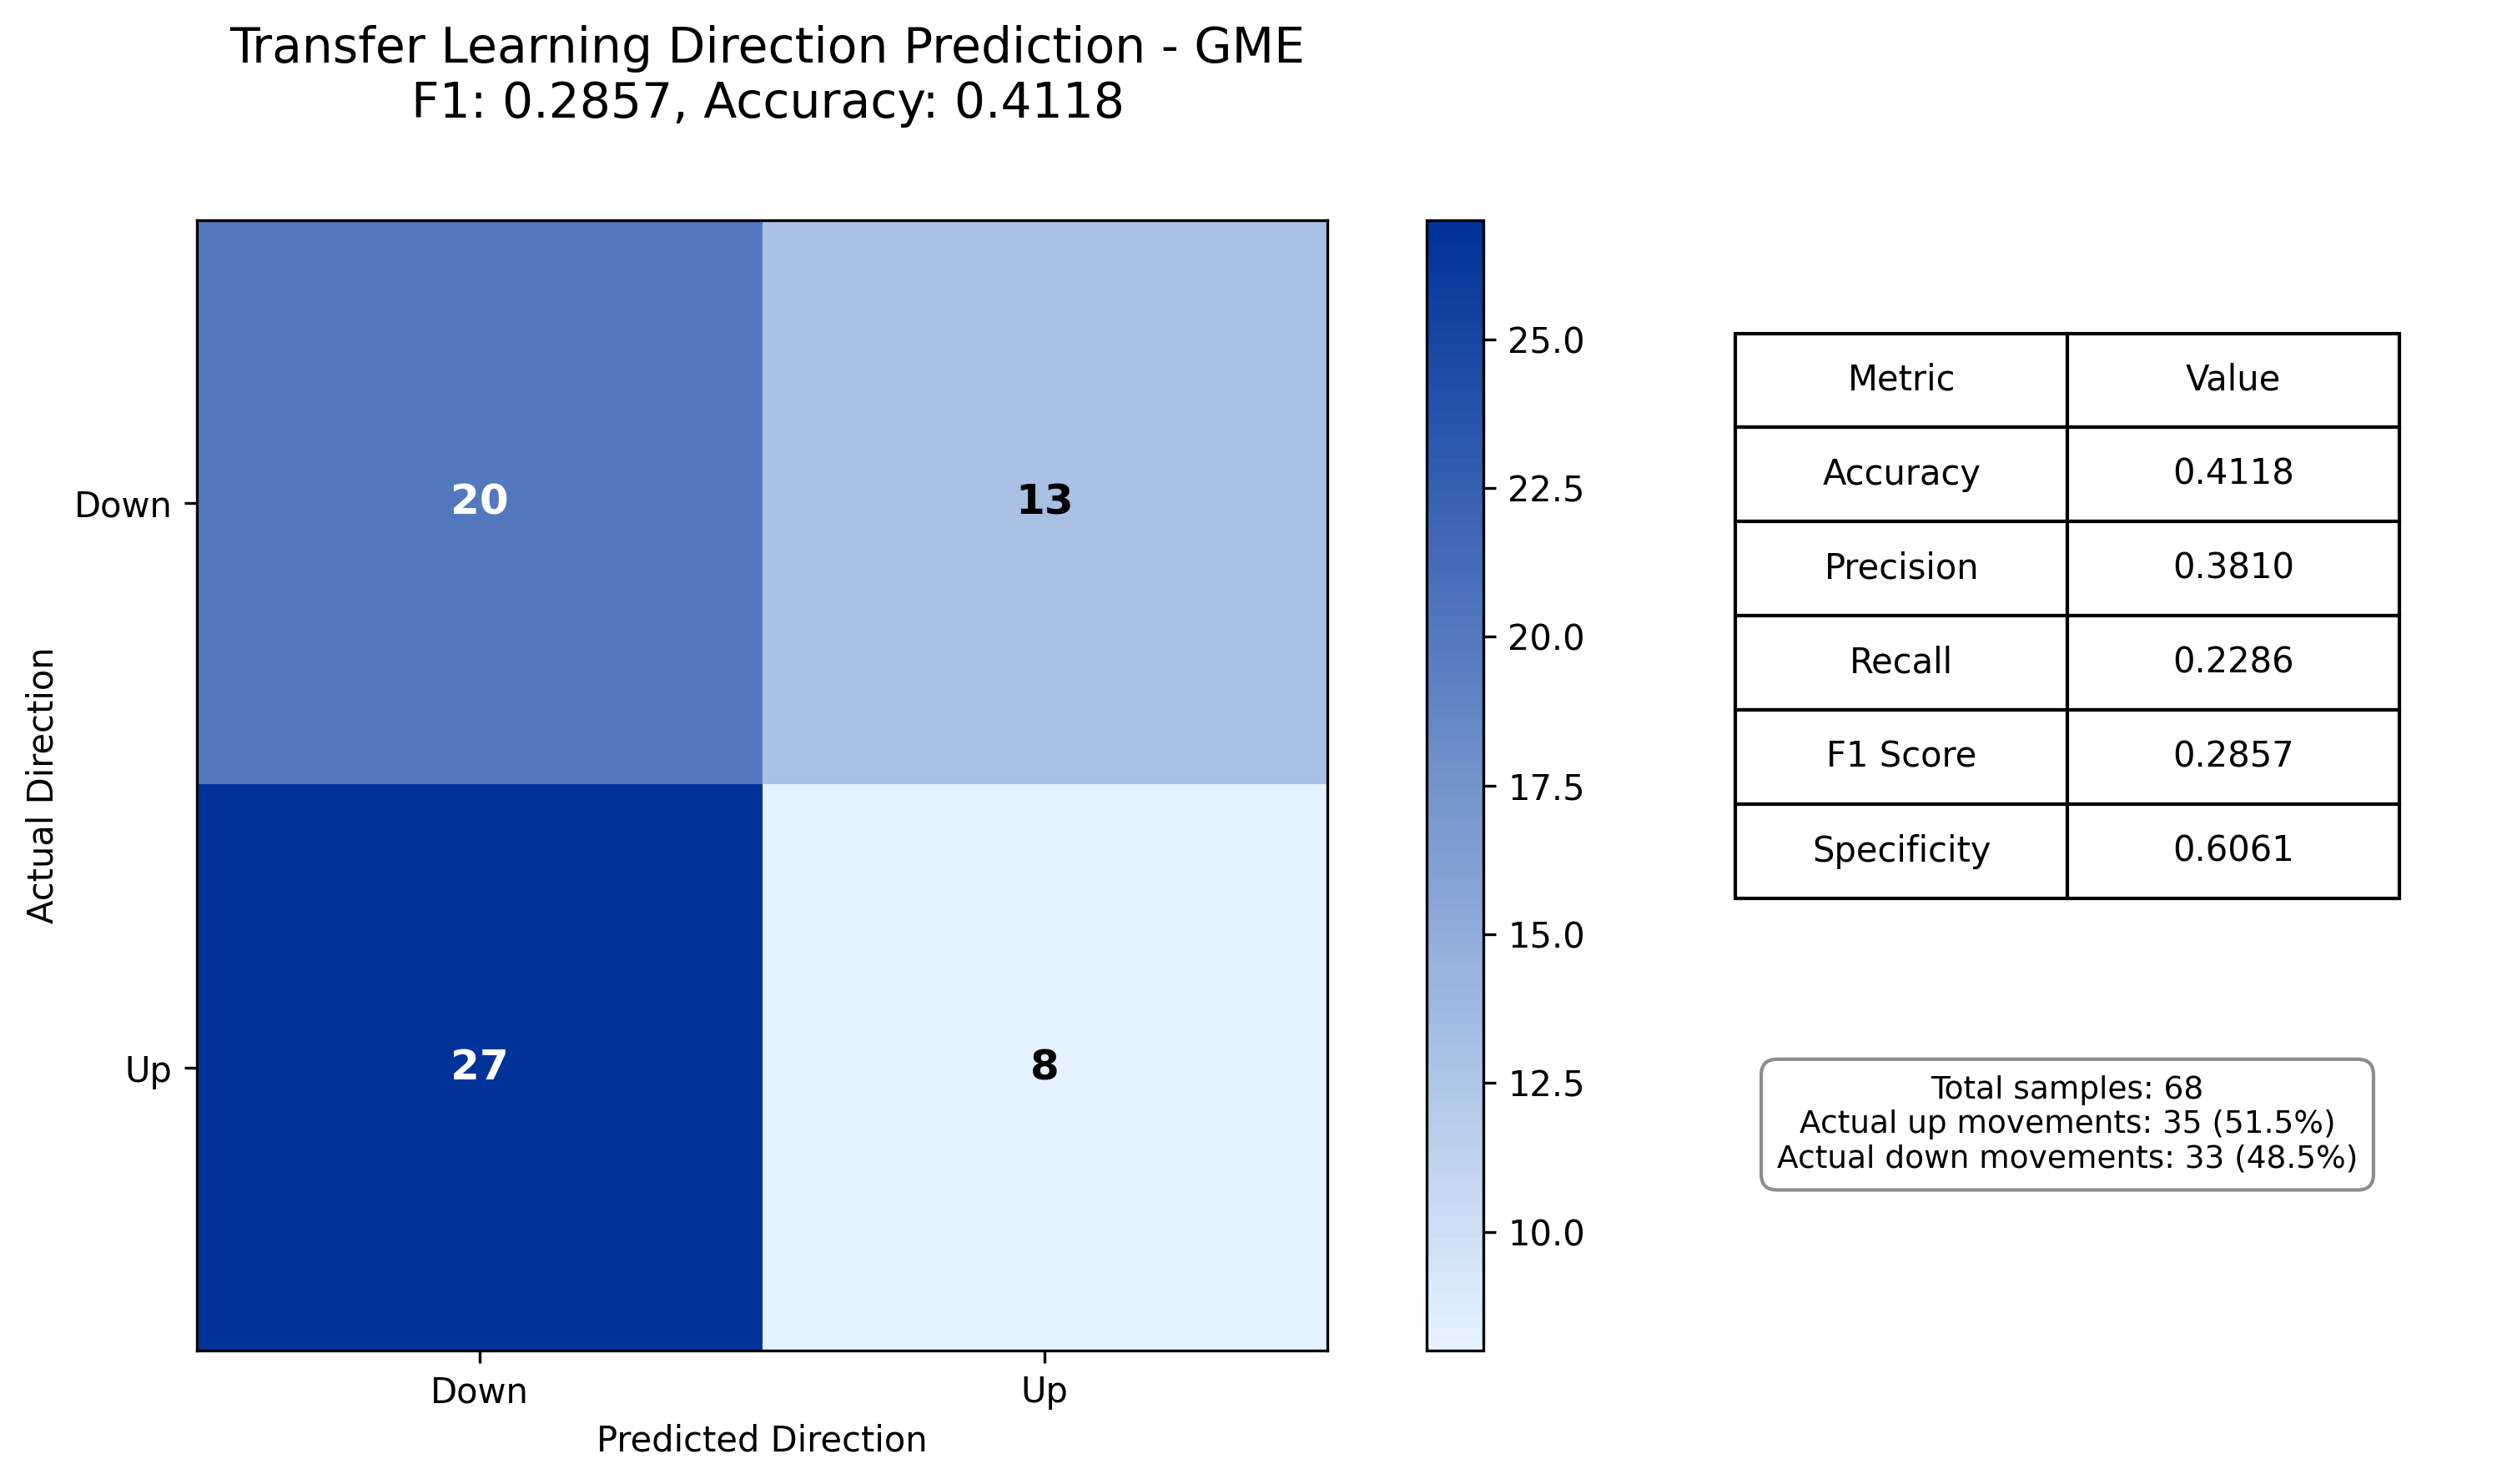 Transfer Learning Direction Prediction - GME
F1: 0.2857, Accuracy: 0.4118
Actual Direction
Down
Up
20
13
27
8
Down
Up
Predicted Direction
25.0
22.5
20.0
17.5
15.0
12.5
10.0
Metric Value
Accuracy 0.4118
Precision 0.3810
Recall 0.2286
F1 Score 0.2857
Specificity 0.6061
Total samples: 68
Actual up movements: 35 (51.5%)
Actual down movements: 33 (48.5%)